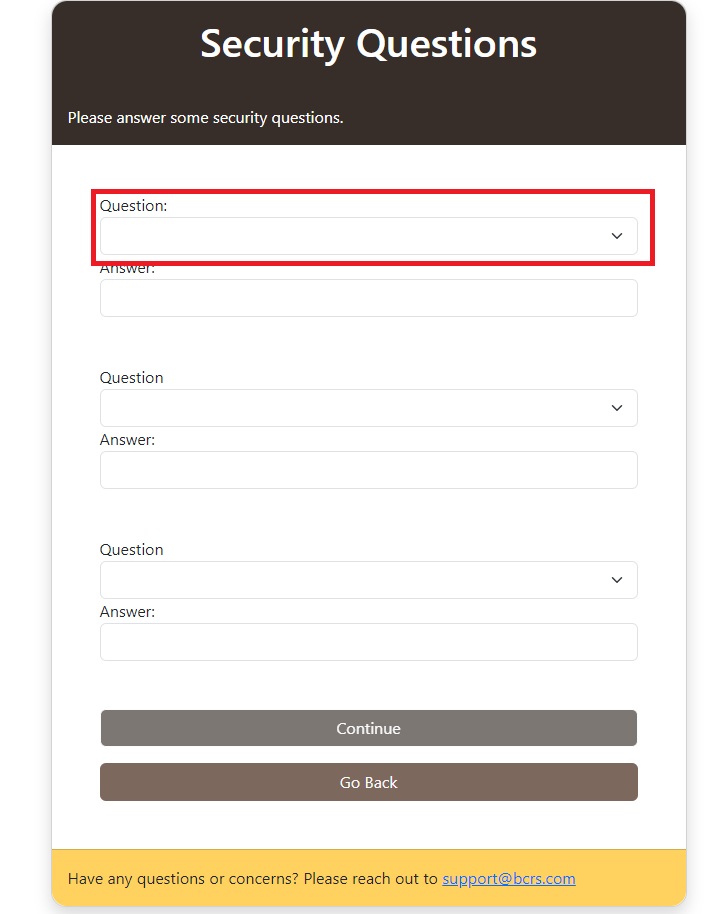 Security Questions
Please answer some security questions.
Question:
Answer:
Question
Answer:
Question
Answer:
Continue
Go Back
Have any questions or concerns? Please reach out to support@bcrs.com